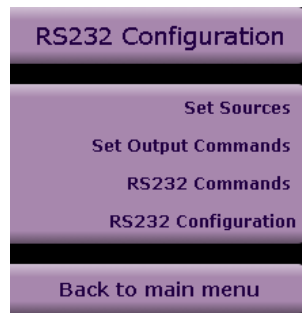 RS232 Configuration
Set Sources
Set Output Commands
RS232 Commands
RS232 Configuration
Back to main menu